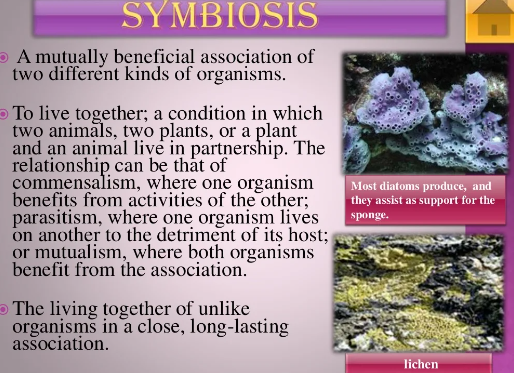 SYMBIOSIS
A mutually beneficial association of
two different kinds of organisms.
To live together; a condition in which
two animals, two plants, or a plant
and an animal live in partnership. The
relationship can be that of
commensalism, where one organism
benefits from activities of the other;
parasitism, where one organism lives
on another to the detriment of its host;
or mutualism, where both organisms
benefit from the association.
The living together of unlike
organisms in a close, long-lasting
association.
Most diatoms produce, and
they assist as support for the
sponge.
lichen